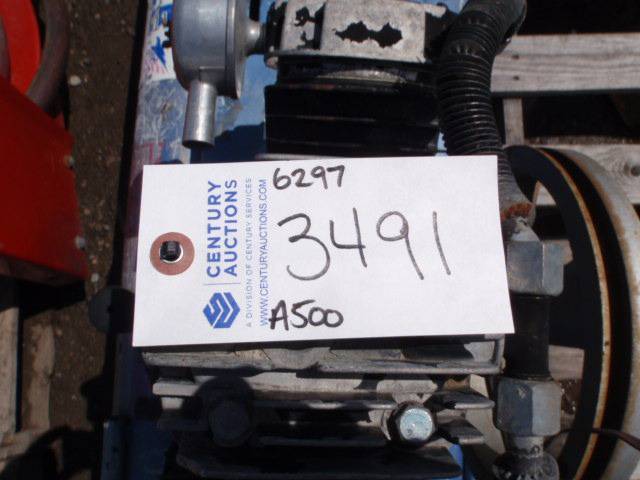 CENTURY
AUCTIONS
A DIVISION OF CENTURY SERVICES
WWW.CENTURYAUCTIONS.COM
6297
3491
A500